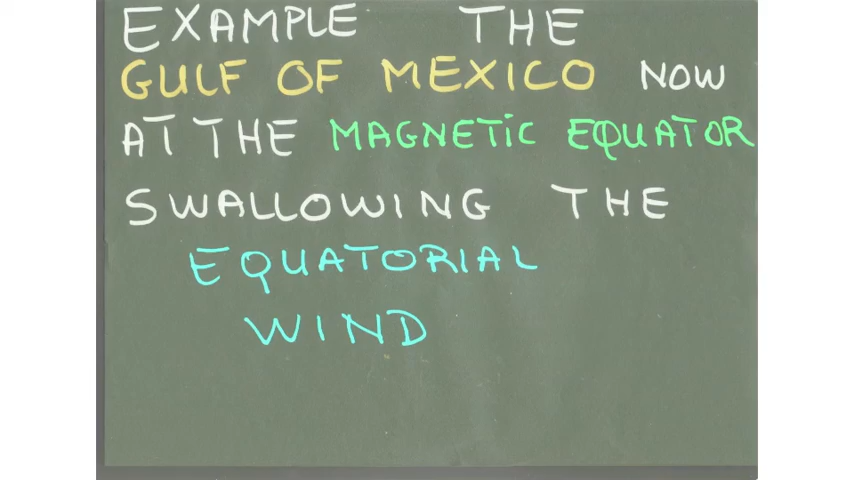 EXAMPLE THE
GULF OF MEXICO NOW
AT THE MAGNETIC EQUATOR
SWALLOWING THE
EQUATORIAL
WIND